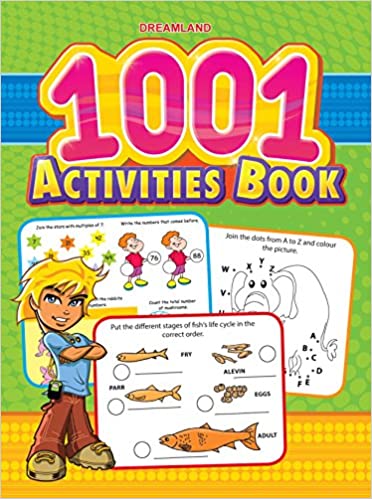 DREAMLAND
1001
ACTIVITIES BOOK
Join the stars with multiples of 7.
Write the numbers that comes before.
76
88
Count the total number
of mushrooms.
Join the dots from A to Z and colour
the picture.
Put the different stages of fish's life cycle in the
correct order.
FRY
ALEVIN
PARR
EGGS
ADULT